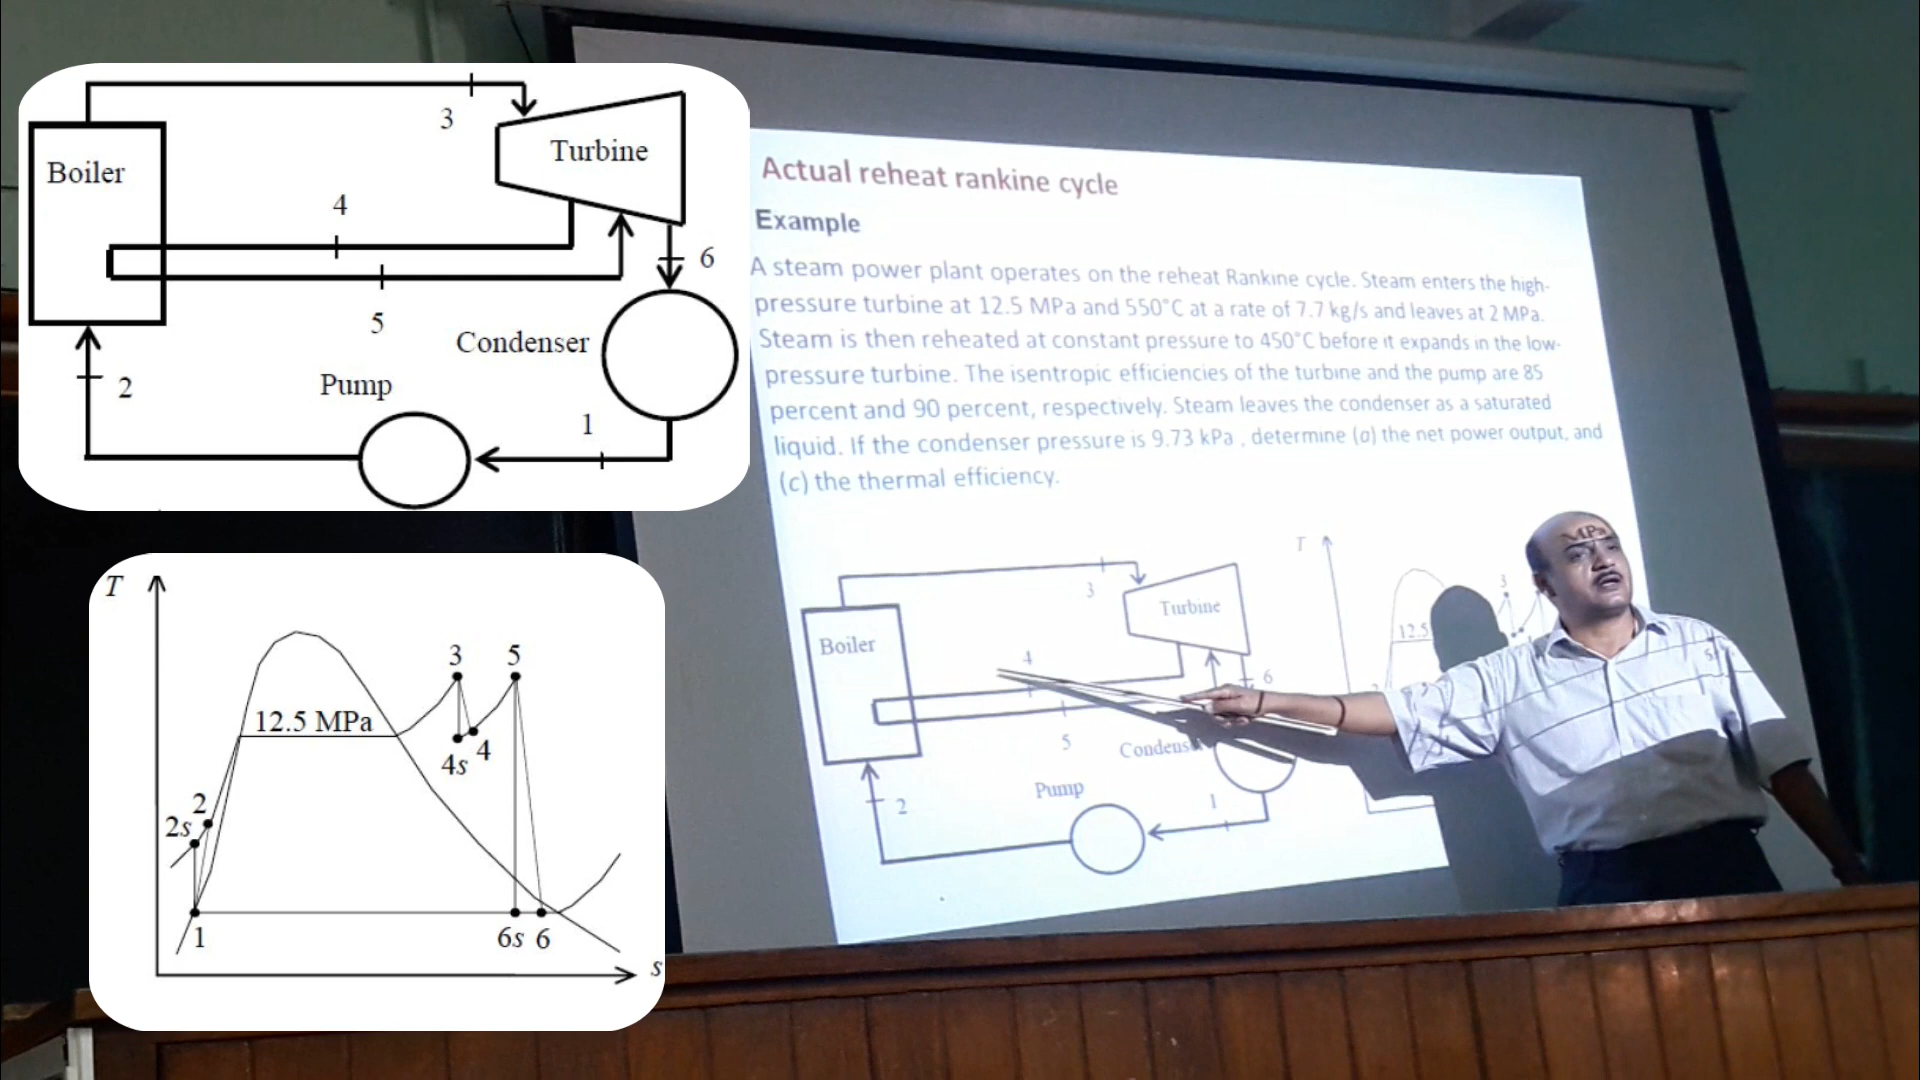 3
Turbine
Boiler
4
6
5
Condenser
2
Pump
1
T
3
5
12.5 MPa
4s
4
2
2s
1
6s
6
s
Actual reheat rankine cycle
Example
A steam power plant operates on the reheat Rankine cycle. Steam enters the high-
pressure turbine at 12.5 MPa and 550°C at a rate of 7.7 kg/s and leaves at 2 MPa.
Steam is then reheated at constant pressure to 450°C before it expands in the low-
pressure turbine. The isentropic efficiencies of the turbine and the pump are 85
percent and 90 percent, respectively. Steam leaves the condenser as a saturated
liquid. If the condenser pressure is 9.73 kPa , determine (a) the net power output, and
(c) the thermal efficiency.
3
Turbine
Boiler
4
6
5
Pump
2
1
T
3
12.5